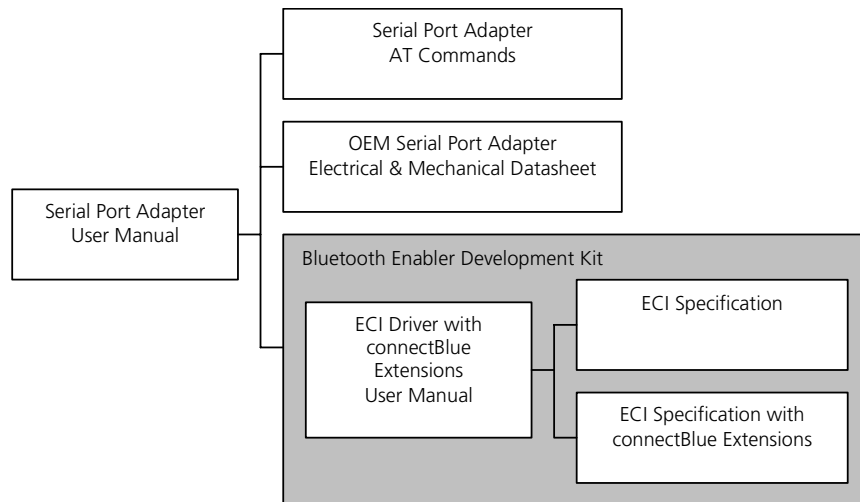 Serial Port Adapter
AT Commands
OEM Serial Port Adapter
Electrical & Mechanical Datasheet
Serial Port Adapter
User Manual
Bluetooth Enabler Development Kit
ECI Driver with
connectBlue
Extensions
User Manual
ECI Specification
ECI Specification with
connectBlue Extensions